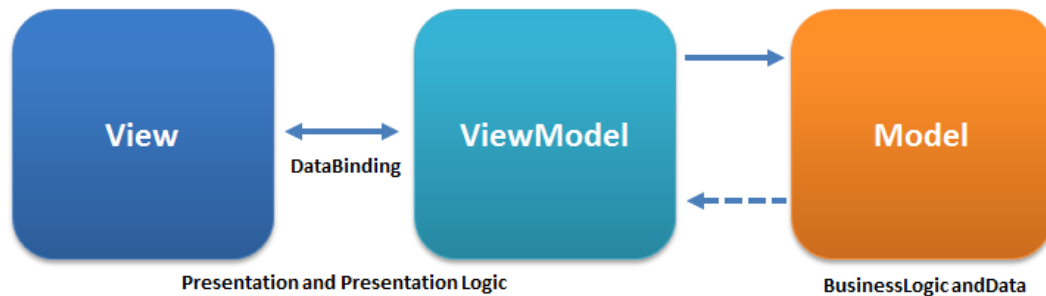 View
ViewModel
Model
DataBinding
Presentation and Presentation Logic
BusinessLogic andData